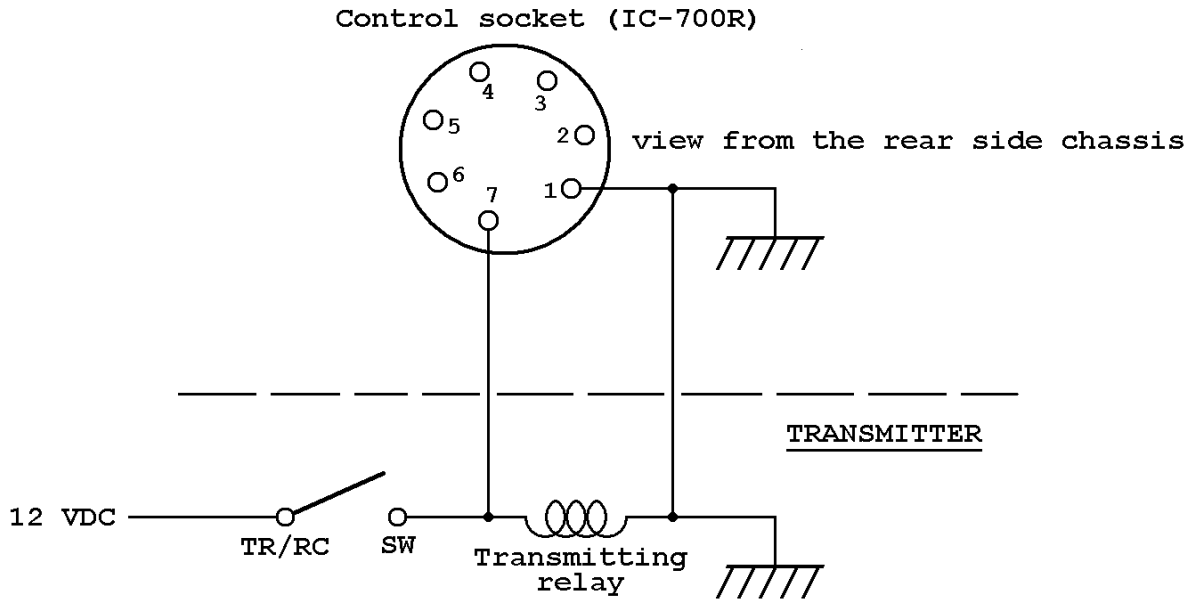 Control socket (IC-700R)
4
3
5
2
view from the rear side chassis
6
7
1
TRANSMITTER
12 VDC
TR/RC
SW
Transmitting
relay